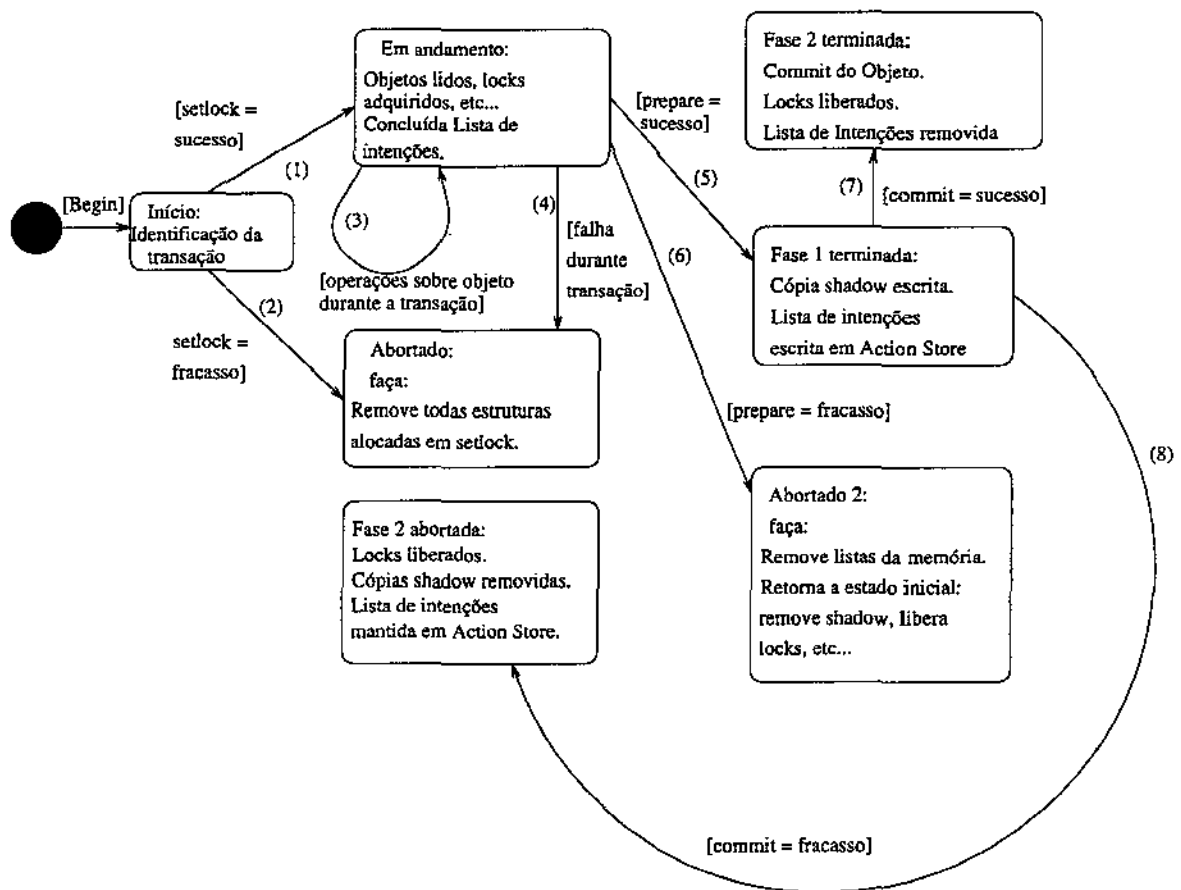 Em andamento:
Objetos lidos, locks
adquiridos, etc...
Concluída Lista de
intenções.
Fase 2 terminada:
Commit do Objeto.
Locks liberados.
Lista de Intenções removida
[setlock =
sucesso]
(1)
[prepare =
sucesso]
(5)
(7)
[commit = sucesso]
[Begin]
Início:
Identificação da
transação
(3)
[operações sobre objeto
durante a transação]
(4)
[falha
durante
transação]
(6)
Fase 1 terminada:
Cópia shadow escrita.
Lista de intenções
escrita em Action Store
(2)
setlock =
fracasso]
Abortado:
faça:
Remove todas estruturas
alocadas em setlock.
[prepare = fracasso]
(8)
Fase 2 abortada:
Locks liberados.
Cópias shadow removidas.
Lista de intenções
mantida em Action Store.
Abortado 2:
faça:
Remove listas da memória.
Retorna a estado inicial:
remove shadow, libera
locks, etc...
[commit = fracasso]